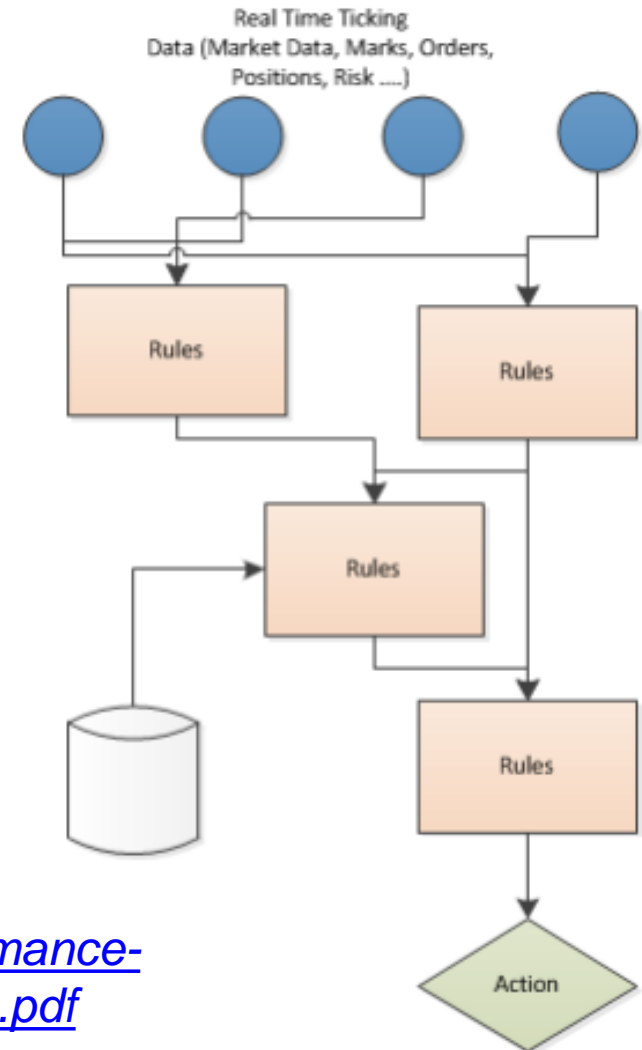 Real Time Ticking
Data (Market Data, Marks, Orders,
Positions, Risk ....)
Rules
Rules
Rules
Rules
Action
mance-
.pdf